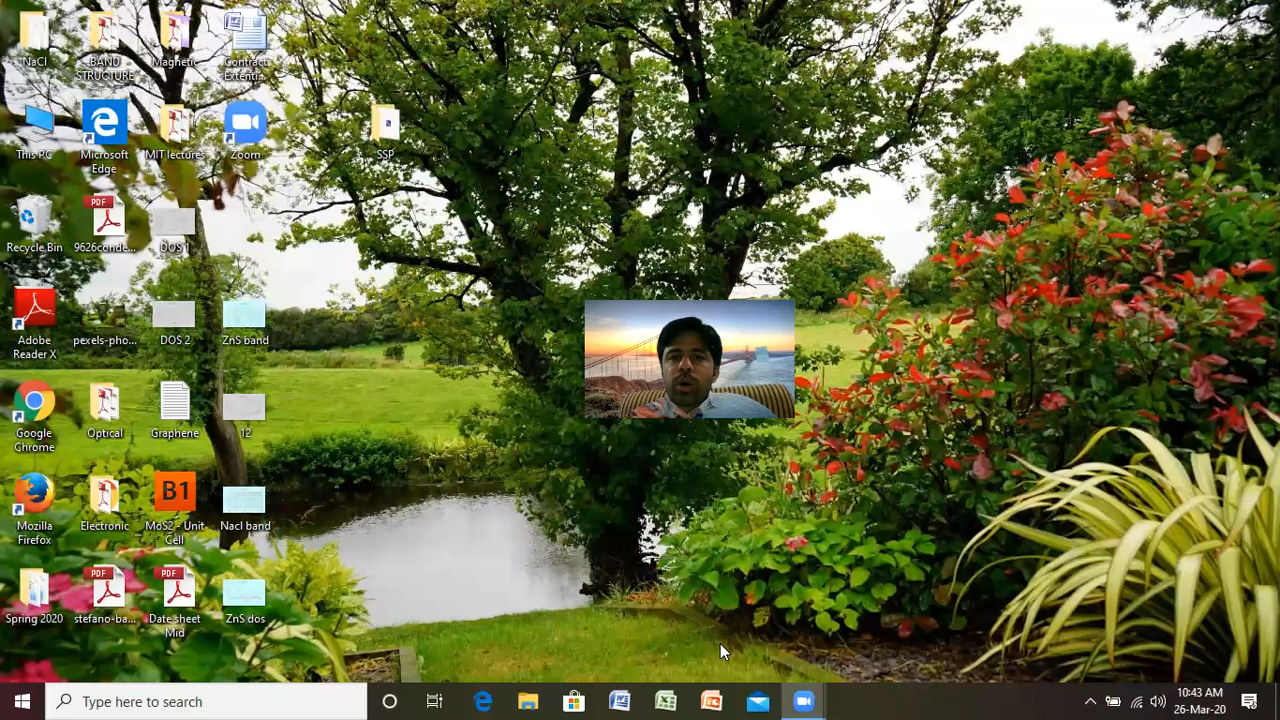 NaCl
BAND
STRUCTURE
Magnetic
Contract
Extenti...
This PC
Microsoft
Edge
MIT lectures
Zoom
SSP
Recycle Bin
PDF
9626conde...
DOS 1
Adobe
Reader X
pexels-pho...
DOS 2
ZnS band
Google
Chrome
Optical
Graphene
12
Mozilla
Firefox
Electronic
B1
MoS2 - Unit
Cell
Nacl band
Spring 2020
PDF
stefano-ba...
PDF
Date sheet
Mid
ZnS dos
Type here to search
10:43 AM
26-Mar-20